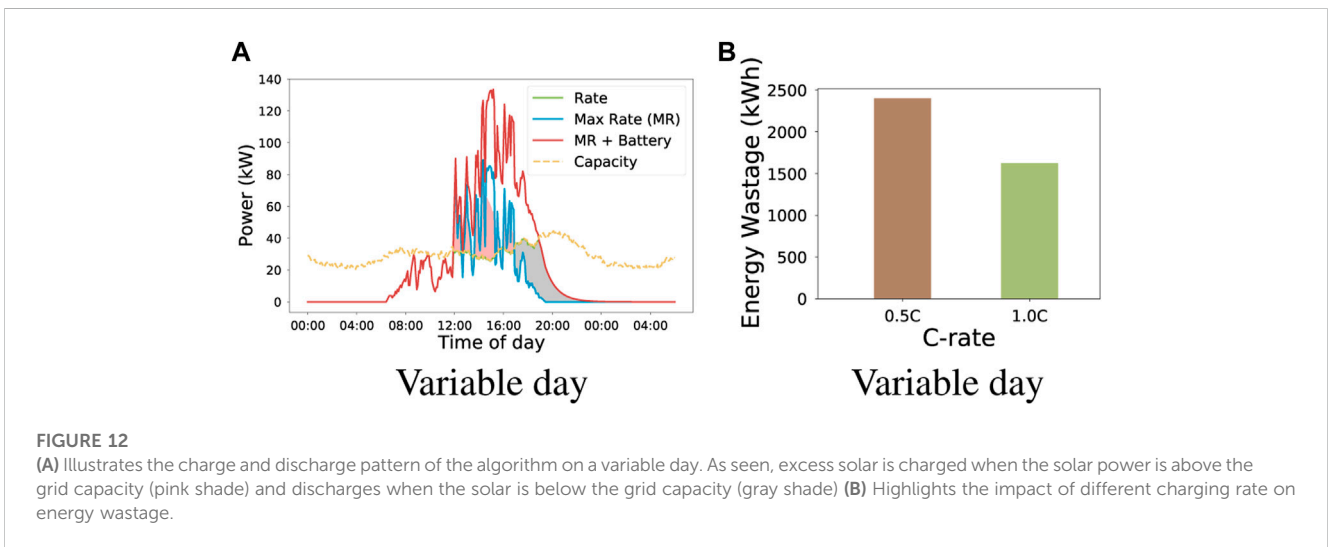 A
140
120
100
80
60
40
20
0
Power (kW)
Rate
Max Rate (MR)
MR + Battery
Capacity
00:00 04:00 08:00 12:00 16:00 20:00 00:00 04:00
Time of day
Variable day
B
2500
2000
1500
1000
500
0
Energy Wastage (kWh)
0.5C 1.0C
C-rate
Variable day
FIGURE 12
(A) Illustrates the charge and discharge pattern of the algorithm on a variable day. As seen, excess solar is charged when the solar power is above the
grid capacity (pink shade) and discharges when the solar is below the grid capacity (gray shade) (B) Highlights the impact of different charging rate on
energy wastage.